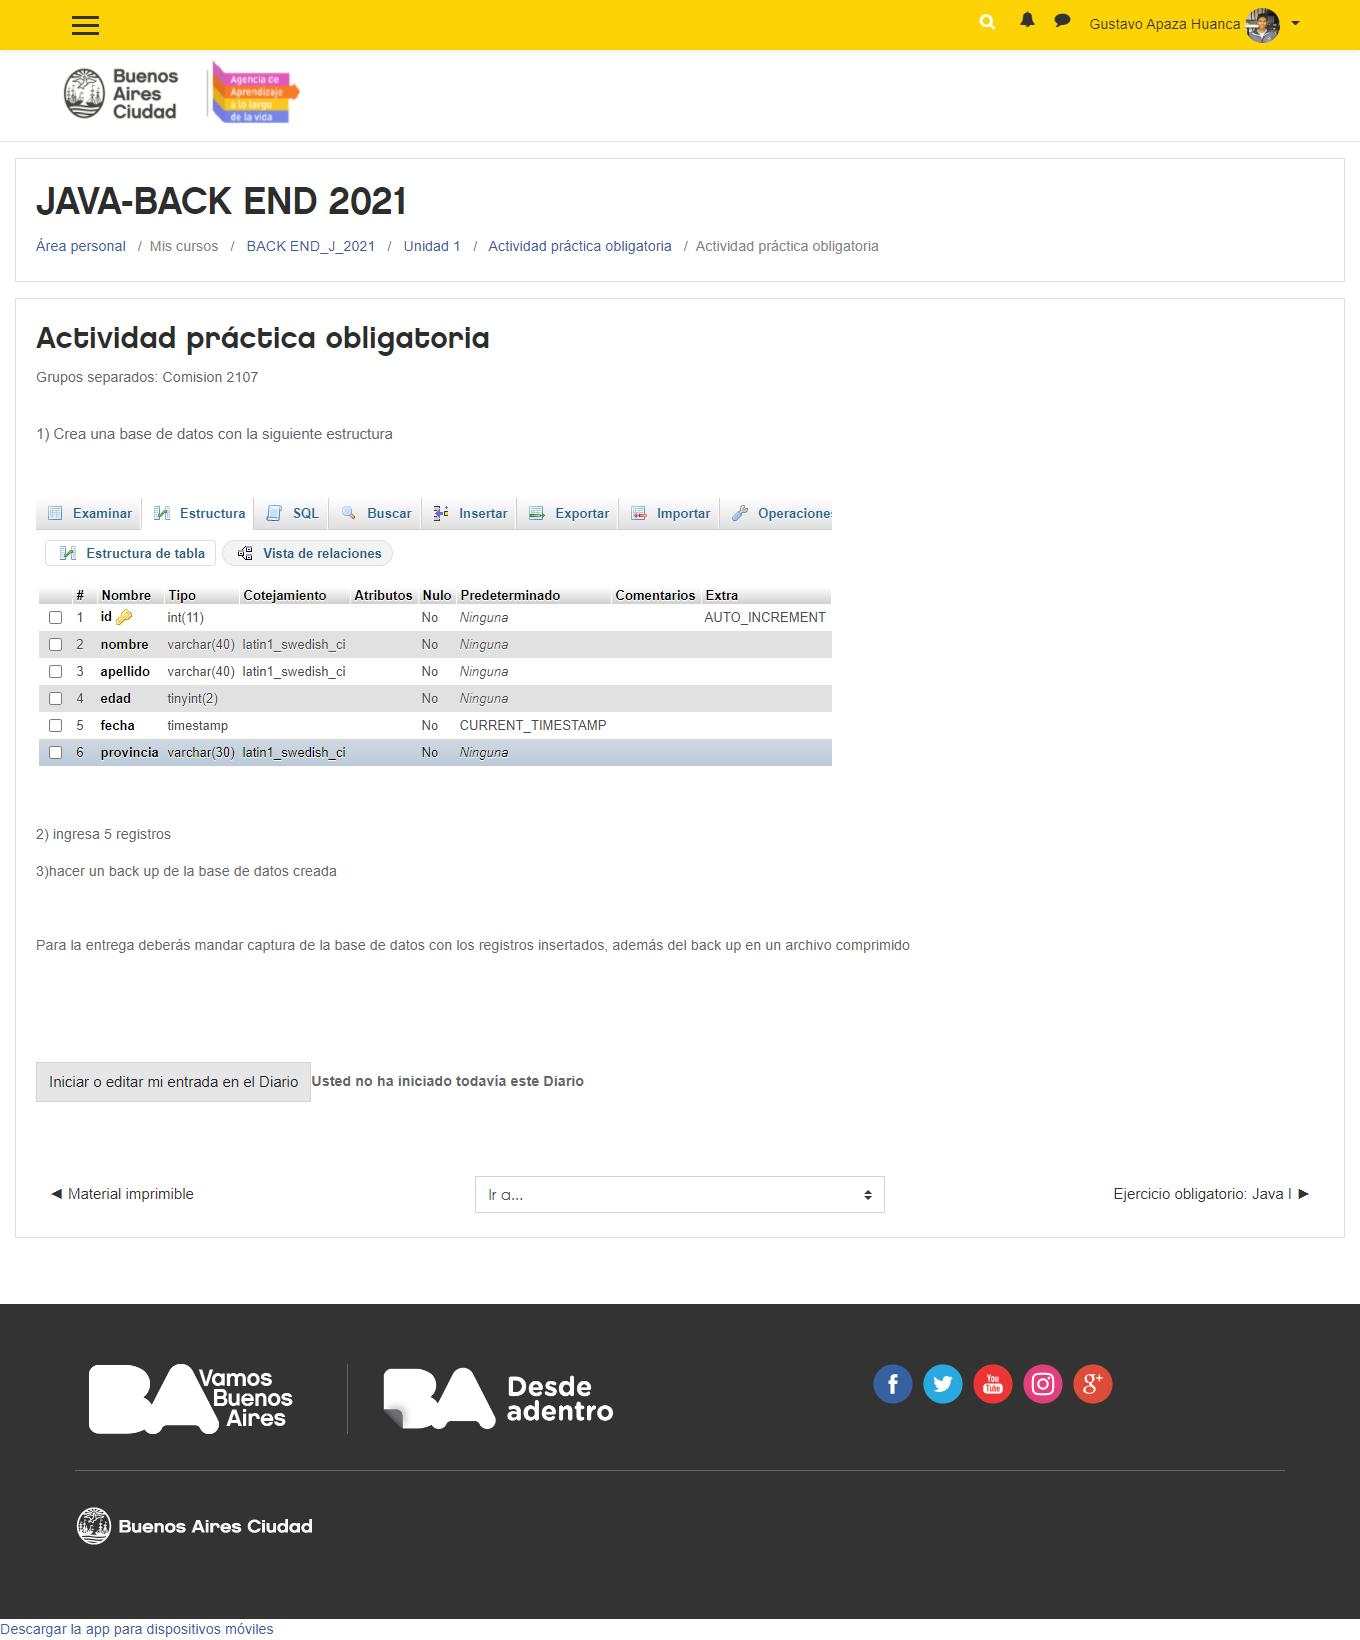 Gustavo Apaza Huanca
Buenos
Aires
Ciudad
Agencia de
Aprendizaje
a lo largo
de la vida
JAVA-BACK END 2021
Área personal / Mis cursos / BACK END_J_2021 / Unidad 1 / Actividad práctica obligatoria / Actividad práctica obligatoria
Actividad práctica obligatoria
Grupos separados: Comision 2107
1) Crea una base de datos con la siguiente estructura
Examinar Estructura SQL Buscar Insertar Exportar Importar Operaciones
Estructura de tabla Vista de relaciones
# Nombre Tipo Cotejamiento Atributos Nulo Predeterminado Comentarios Extra
1 id int(11) No Ninguna AUTO_INCREMENT
2 nombre varchar(40) latin1_swedish_ci No Ninguna
3 apellido varchar(40) latin1_swedish_ci No Ninguna
4 edad tinyint(2) No Ninguna
5 fecha timestamp No CURRENT_TIMESTAMP
6 provincia varchar(30) latin1_swedish_ci No Ninguna
2) ingresa 5 registros
3)hacer un back up de la base de datos creada
Para la entrega deberás mandar captura de la base de datos con los registros insertados, además del back up en un archivo comprimido
Iniciar o editar mi entrada en el Diario Usted no ha iniciado todavía este Diario
◄ Material imprimible
Ir a...
Ejercicio obligatorio: Java I ►
BA Vamos
Buenos
Aires
BA Desde
adentro
f
You
Tube
g+
Buenos Aires Ciudad
Descargar la app para dispositivos móviles